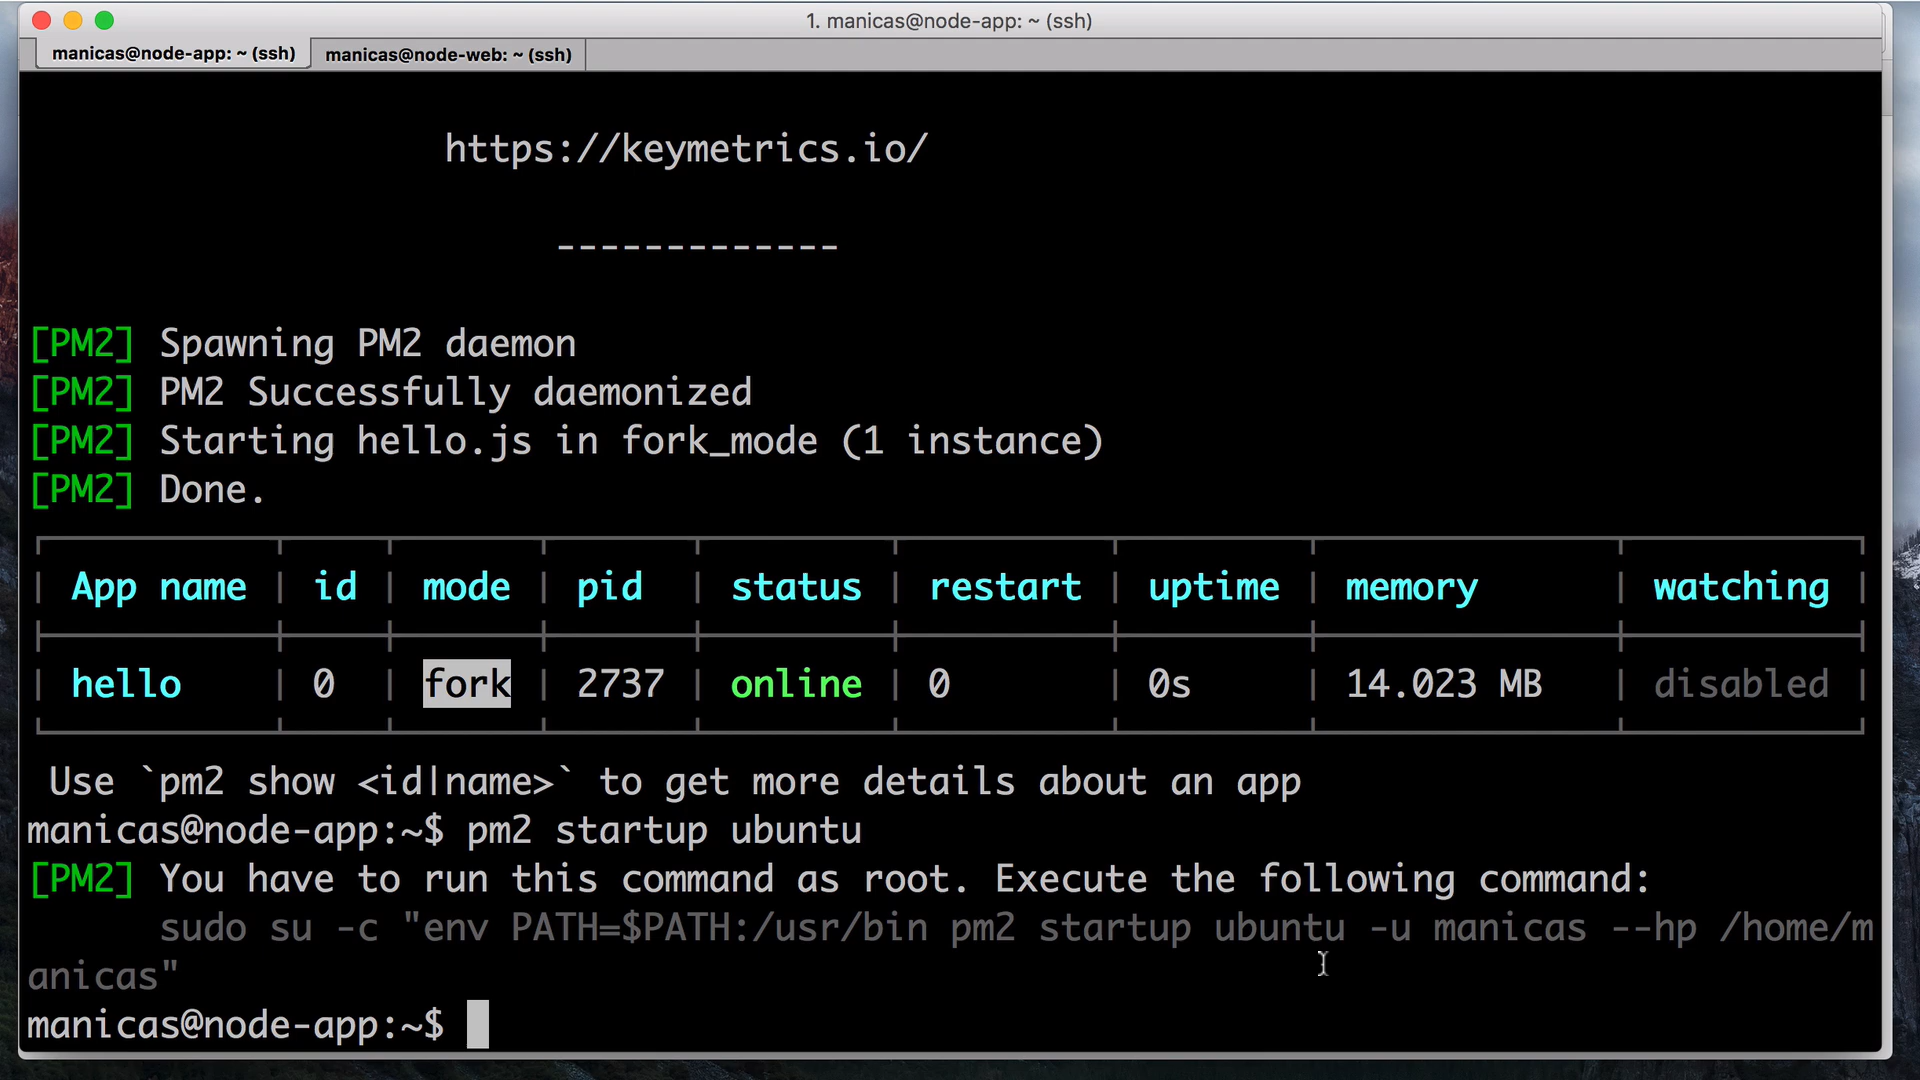 1. manicas@node-app: ~ (ssh)
manicas@node-app: ~ (ssh) manicas@node-web: ~ (ssh)
https://keymetrics.io/
-------------
[PM2] Spawning PM2 daemon
[PM2] PM2 Successfully daemonized
[PM2] Starting hello.js in fork_mode (1 instance)
[PM2] Done.
App name | id | mode | pid | status | restart | uptime | memory | watching
hello | 0 | fork | 2737 | online | 0 | 0s | 14.023 MB | disabled
Use `pm2 show <id|name>` to get more details about an app
manicas@node-app:~$ pm2 startup ubuntu
[PM2] You have to run this command as root. Execute the following command:
sudo su -c "env PATH=$PATH:/usr/bin pm2 startup ubuntu -u manicas --hp /home/m
anicas"
manicas@node-app:~$